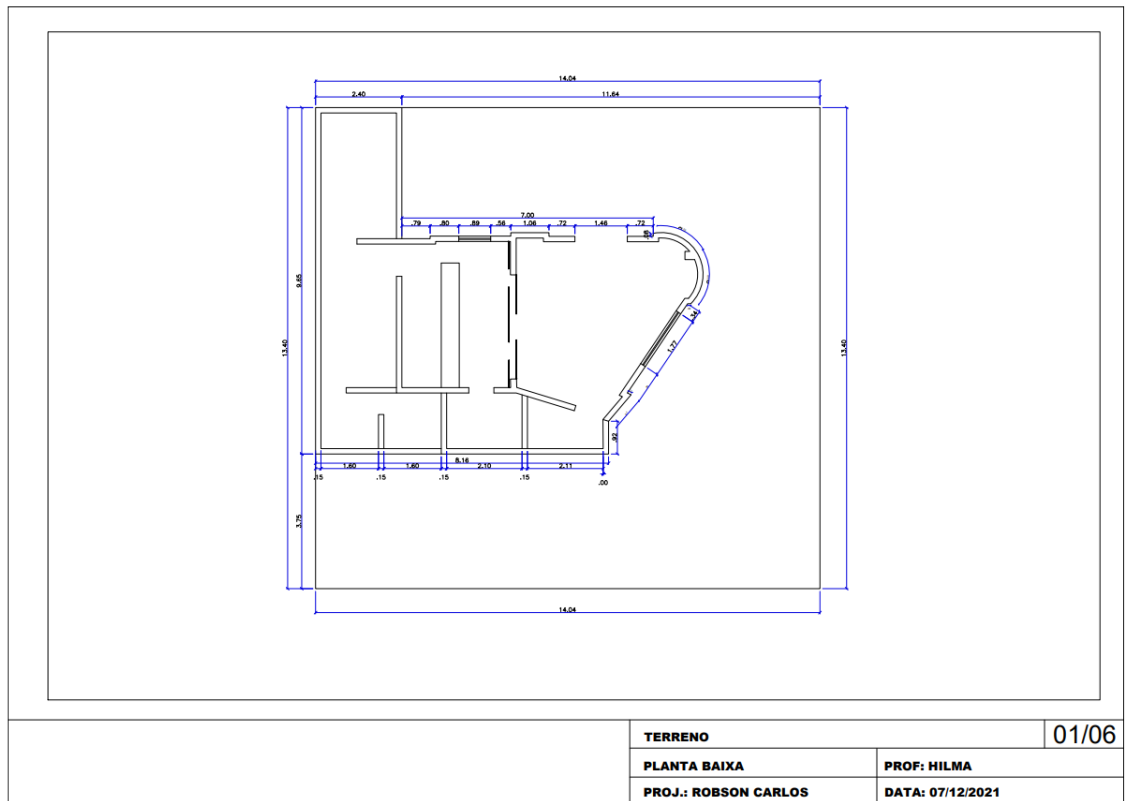 14.04
2.40 11.64
7.00
.79 .80 .89 .56 1.06 .72 1.46 .72
.68
9.65
13.40
13.40
.34
1.77
.92
8.16
1.60 1.60 2.10 2.11
.15 .15 .15 .15 .00
3.75
14.04
TERRENO 01/06
PLANTA BAIXA PROF: HILMA
PROJ.: ROBSON CARLOS DATA: 07/12/2021